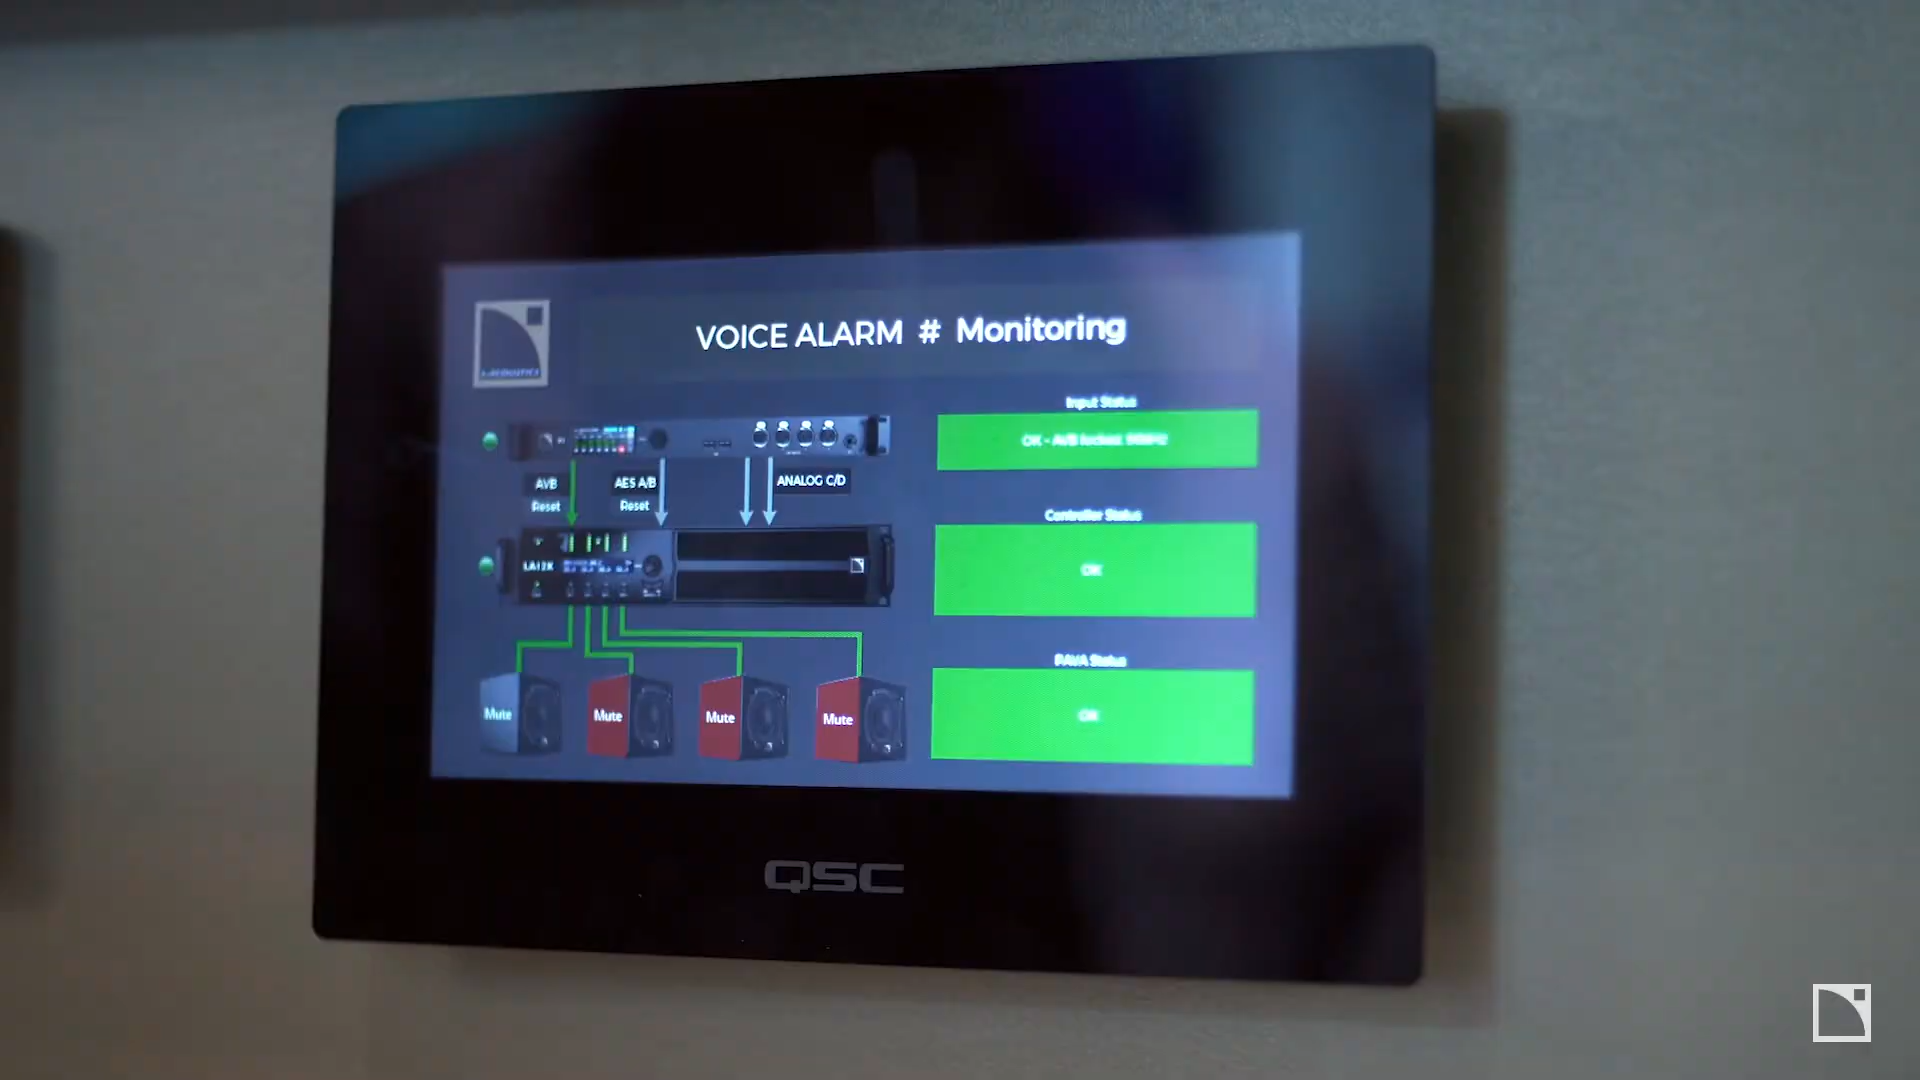 L-ACOUSTICS
VOICE ALARM # Monitoring
Input Status
OK - AVB locked 96kHz
AVB
Reset
AES A/B
Reset
ANALOG C/D
Controller Status
LA12X
OK
PAVA Status
Mute
Mute
Mute
Mute
OK
QSC